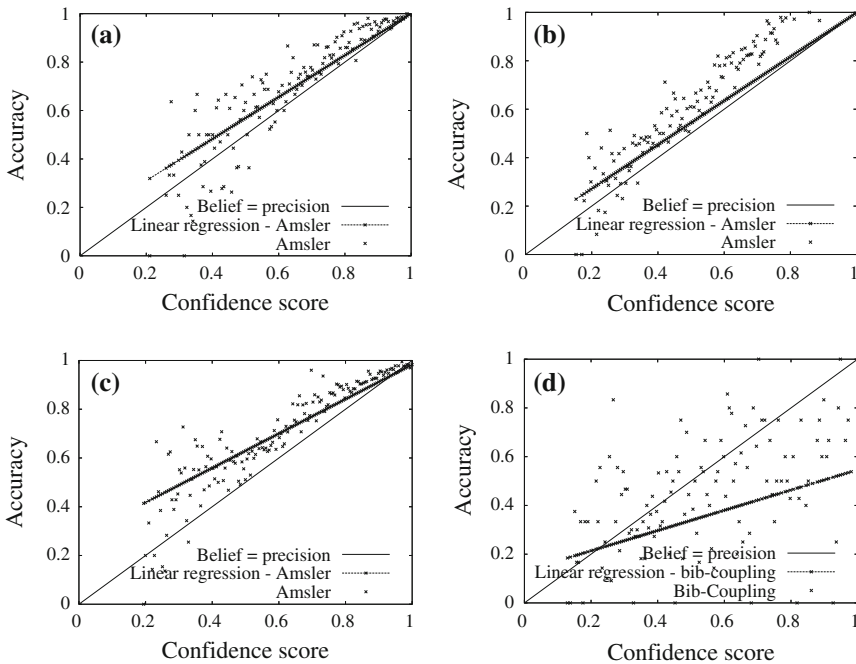 (a)
1
0.8
0.6
0.4
0.2
0
Accuracy
Belief = precision
Linear regression - Amsler
Amsler
0 0.2 0.4 0.6 0.8 1
Confidence score
(b)
1
0.8
0.6
0.4
0.2
0
Accuracy
Belief = precision
Linear regression - Amsler
Amsler
0 0.2 0.4 0.6 0.8 1
Confidence score
(c)
1
0.8
0.6
0.4
0.2
0
Accuracy
Belief = precision
Linear regression - Amsler
Amsler
0 0.2 0.4 0.6 0.8 1
Confidence score
(d)
1
0.8
0.6
0.4
0.2
0
Accuracy
Belief = precision
Linear regression - bib-coupling
Bib-Coupling
0 0.2 0.4 0.6 0.8 1
Confidence score